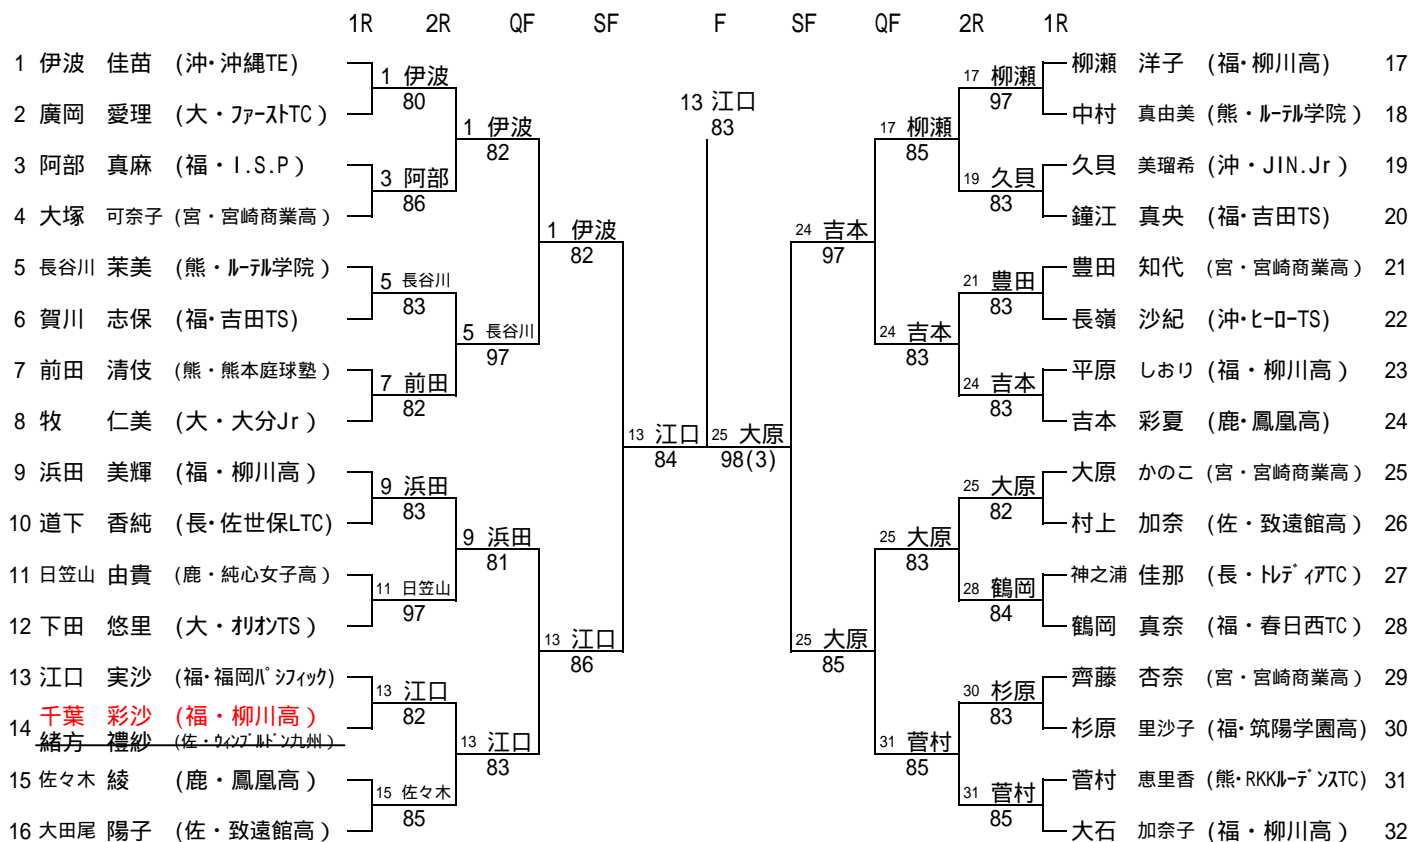 1R 2R QF SF F SF QF 2R 1R
1 伊波 佳苗 (沖･沖縄TE)
2 廣岡 愛理 (大・ファーストTC)
3 阿部 真麻 (福・I.S.P)
4 大塚 可奈子 (宮・宮崎商業高)
5 長谷川 茉美 (熊・ルーテル学院)
6 賀川 志保 (福･吉田TS)
7 前田 清伎 (熊・熊本庭球塾)
8 牧 仁美 (大・大分Jr)
9 浜田 美輝 (福・柳川高)
10 道下 香純 (長･佐世保LTC)
11 日笠山 由貴 (鹿・純心女子高)
12 下田 悠里 (大・オリオンTS)
13 江口 実沙 (福･福岡パシフィック)
千葉 彩沙 (福・柳川高)
14
緒方 禮紗 (佐・ウィンブルドン九州)
15 佐々木 綾 (鹿・鳳凰高)
16 大田尾 陽子 (佐・致遠館高)
1 伊波
80
3 阿部
86
5 長谷川
83
7 前田
82
9 浜田
83
11 日笠山
97
13 江口
82
15 佐々木
85
1 伊波
82
5 長谷川
97
9 浜田
81
13 江口
83
1 伊波
82
13 江口
86
13 江口
84
13 江口
83
25 大原
98(3)
24 吉本
97
25 大原
85
17 柳瀬
85
24 吉本
83
25 大原
83
31 菅村
85
17 柳瀬
97
19 久貝
83
21 豊田
83
24 吉本
83
25 大原
82
28 鶴岡
84
30 杉原
83
31 菅村
85
柳瀬 洋子 (福･柳川高) 17
中村 真由美 (熊・ルーテル学院) 18
久貝 美瑠希 (沖・JIN.Jr) 19
鐘江 真央 (福･吉田TS) 20
豊田 知代 (宮・宮崎商業高) 21
長嶺 沙紀 (沖･ヒーローTS) 22
平原 しおり (福・柳川高) 23
吉本 彩夏 (鹿･鳳凰高) 24
大原 かのこ (宮・宮崎商業高) 25
村上 加奈 (佐・致遠館高) 26
神之浦 佳那 (長・トレディアTC) 27
鶴岡 真奈 (福・春日西TC) 28
齊藤 杏奈 (宮・宮崎商業高) 29
杉原 里沙子 (福･筑陽学園高) 30
菅村 恵里香 (熊･RKKルーデンスTC) 31
大石 加奈子 (福・柳川高) 32